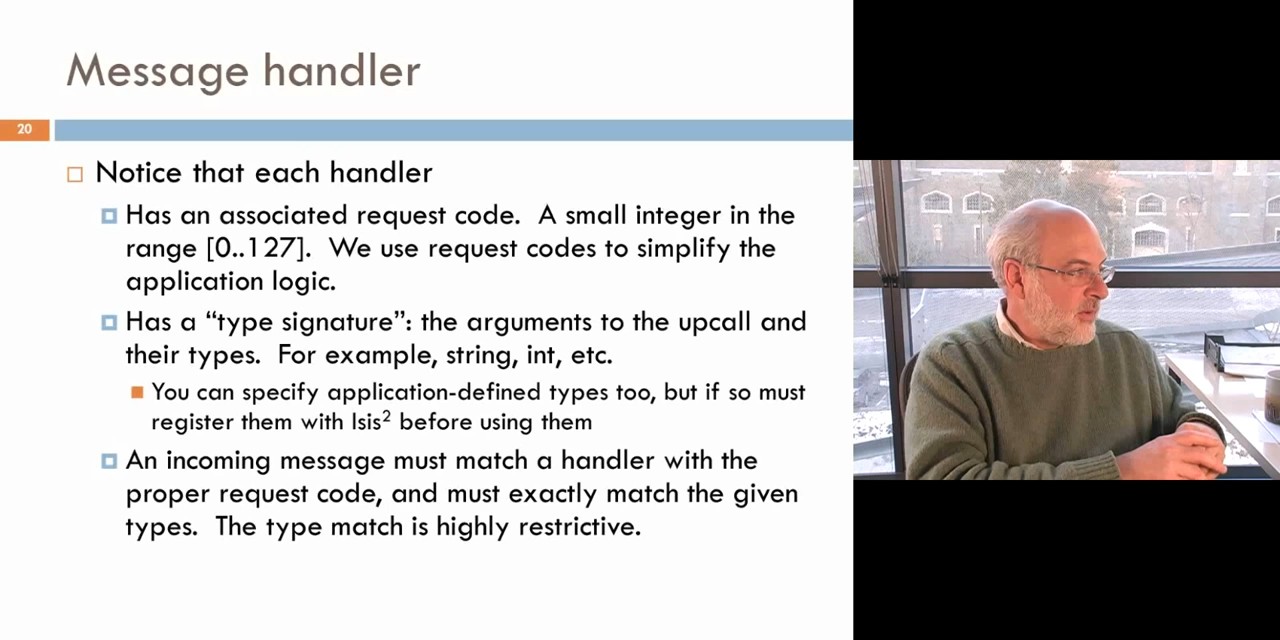 Message handler
20
Notice that each handler
Has an associated request code. A small integer in the
range [0..127]. We use request codes to simplify the
application logic.
Has a “type signature”: the arguments to the upcall and
their types. For example, string, int, etc.
You can specify application-defined types too, but if so must
register them with Isis² before using them
An incoming message must match a handler with the
proper request code, and must exactly match the given
types. The type match is highly restrictive.